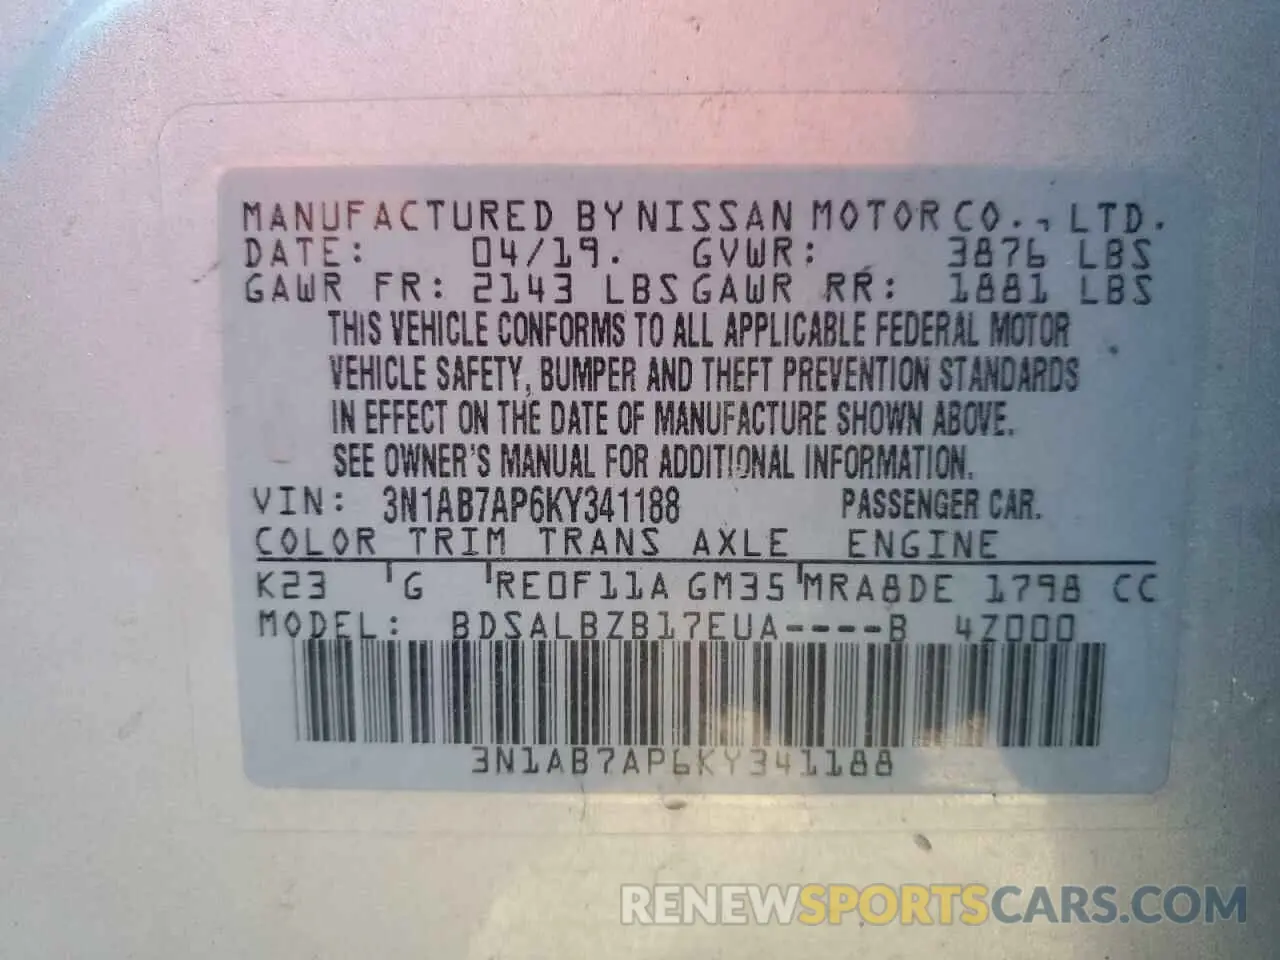 MANUFACTURED BY NISSAN MOTOR CO., LTD.
DATE: 04/19. GVWR: 3876 LBS
GAWR FR: 2143 LBS GAWR RR: 1881 LBS
THIS VEHICLE CONFORMS TO ALL APPLICABLE FEDERAL MOTOR
VEHICLE SAFETY, BUMPER AND THEFT PREVENTION STANDARDS
IN EFFECT ON THE DATE OF MANUFACTURE SHOWN ABOVE.
SEE OWNER'S MANUAL FOR ADDITIONAL INFORMATION.
VIN: 3N1AB7AP6KY341188 PASSENGER CAR.
COLOR TRIM TRANS AXLE ENGINE
K23 G RE0F11A GM35 MRA8DE 1798 CC
MODEL: BDSALBZB17EUA----B 4Z000
3N1AB7AP6KY341188
RENEWSPORTSCARS.COM